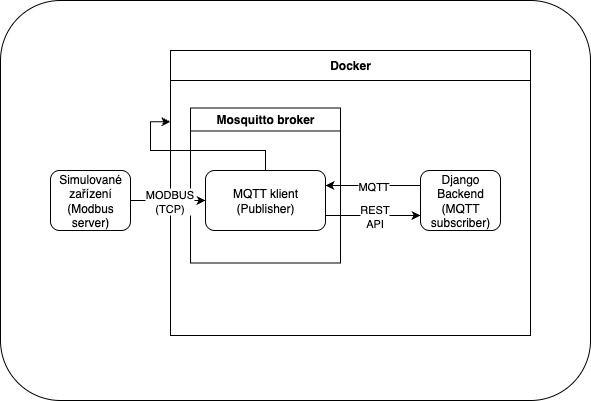 Docker
Mosquitto broker
Simulované
zařízení
(Modbus
server)
MODBUS
(TCP)
MQTT klient
(Publisher)
MQTT
REST
API
Django
Backend
(MQTT
subscriber)